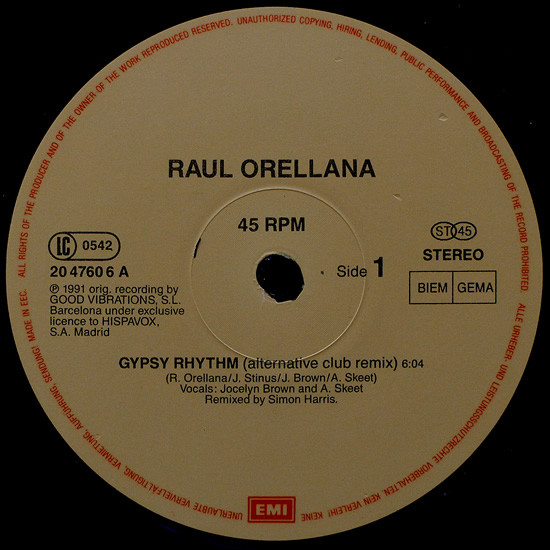 ALL RIGHTS OF THE PRODUCER AND OF THE OWNER OF THE WORK REPRODUCED RESERVED. UNAUTHORIZED COPYING, HIRING, LENDING, PUBLIC PERFORMANCE AND BROADCASTING OF THE RECORD PROHIBITED.
ALLE URHEBER- UND LEISTUNGSSCHUTZRECHTE VORBEHALTEN. KEIN VERLEIH! KEINE UNERLAUBTE VERVIELFÄLTIGUNG, VERMIETUNG, AUFFÜHRUNG, SENDUNG! MADE IN EEC.
RAUL ORELLANA
45 RPM
LC 0542
20 4760 6 A
℗ 1991 orig. recording by
GOOD VIBRATIONS, S.L.
Barcelona under exclusive
licence to HISPAVOX,
S.A. Madrid
Side 1
ST 45
STEREO
BIEM GEMA
GYPSY RHYTHM (alternative club remix) 6:04
(R. Orellana/J. Stinus/J. Brown/A. Skeet)
Vocals: Jocelyn Brown and A. Skeet
Remixed by Simon Harris.
EMI